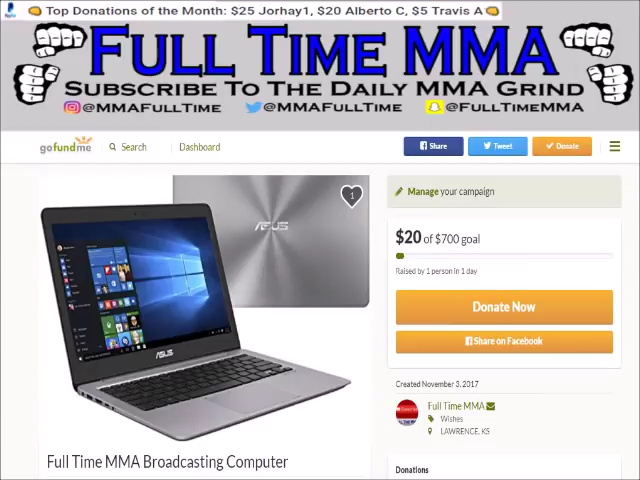 PayPal
Top Donations of the Month: $25 Jorhay1, $20 Alberto C, $5 Travis A
FULL TIME MMA
SUBSCRIBE TO THE DAILY MMA GRIND
@MMAFULLTIME @MMAFULLTIME @FULLTIMEMMA
gofundme Search Dashboard Share Tweet Donate
1
ASUS
Manage your campaign
$20 of $700 goal
Raised by 1 person in 1 day
Donate Now
Share on Facebook
ASUS
Created November 3, 2017
Full Time MMA
Wishes
LAWRENCE, KS
Full Time MMA Broadcasting Computer
Donations